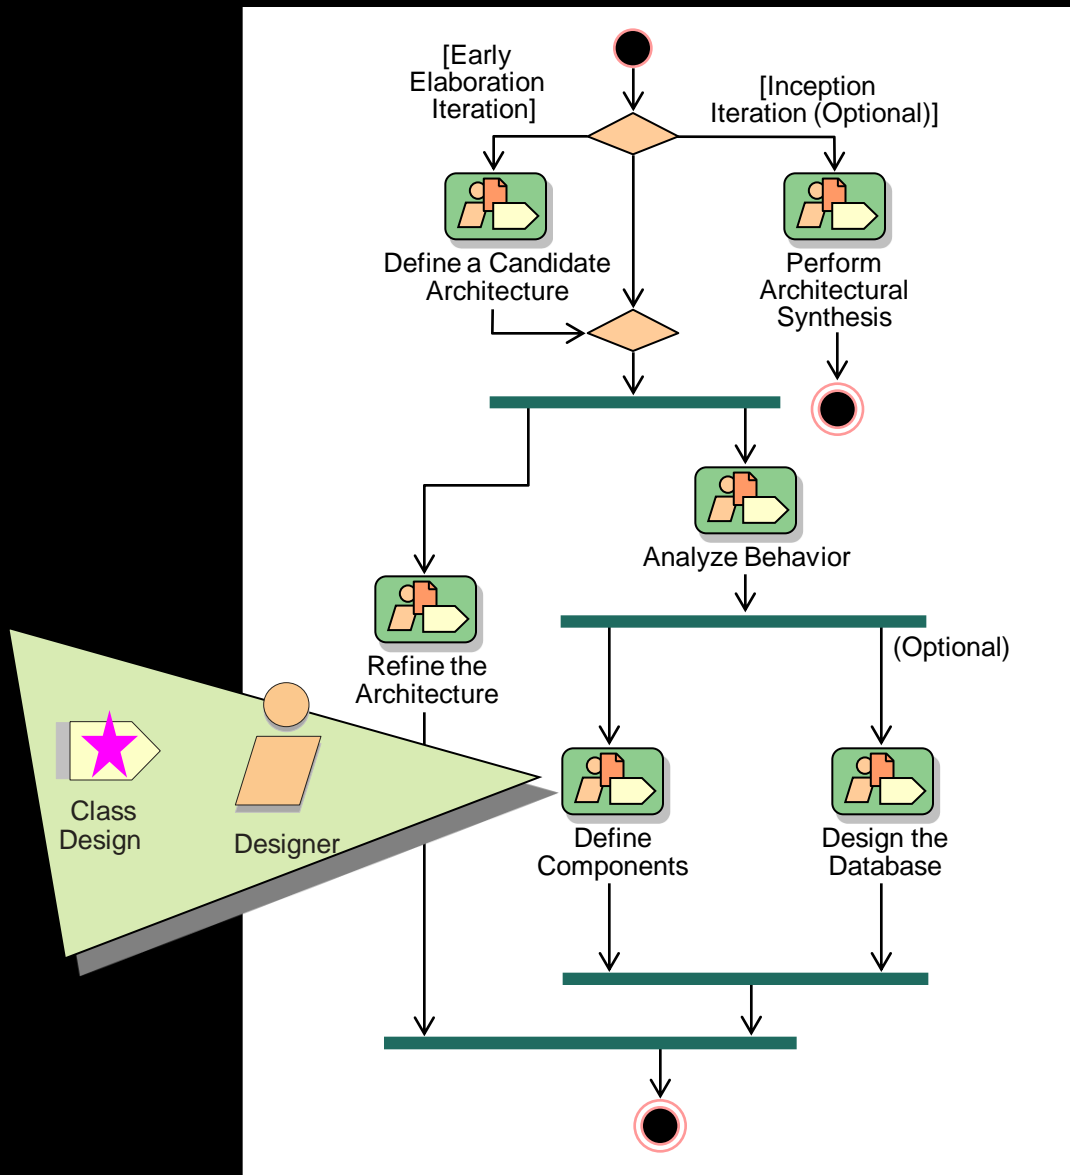 [Early
Elaboration
Iteration]
[Inception
Iteration (Optional)]
Define a Candidate
Architecture
Perform
Architectural
Synthesis
Analyze Behavior
(Optional)
Refine the
Architecture
Class
Design
Designer
Define
Components
Design the
Database